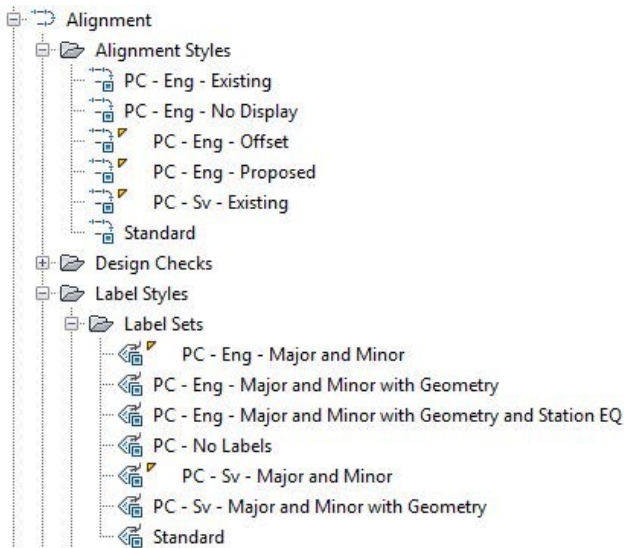 Alignment
Alignment Styles
PC - Eng - Existing
PC - Eng - No Display
PC - Eng - Offset
PC - Eng - Proposed
PC - Sv - Existing
Standard
Design Checks
Label Styles
Label Sets
PC - Eng - Major and Minor
PC - Eng - Major and Minor with Geometry
PC - Eng - Major and Minor with Geometry and Station EQ
PC - No Labels
PC - Sv - Major and Minor
PC - Sv - Major and Minor with Geometry
Standard